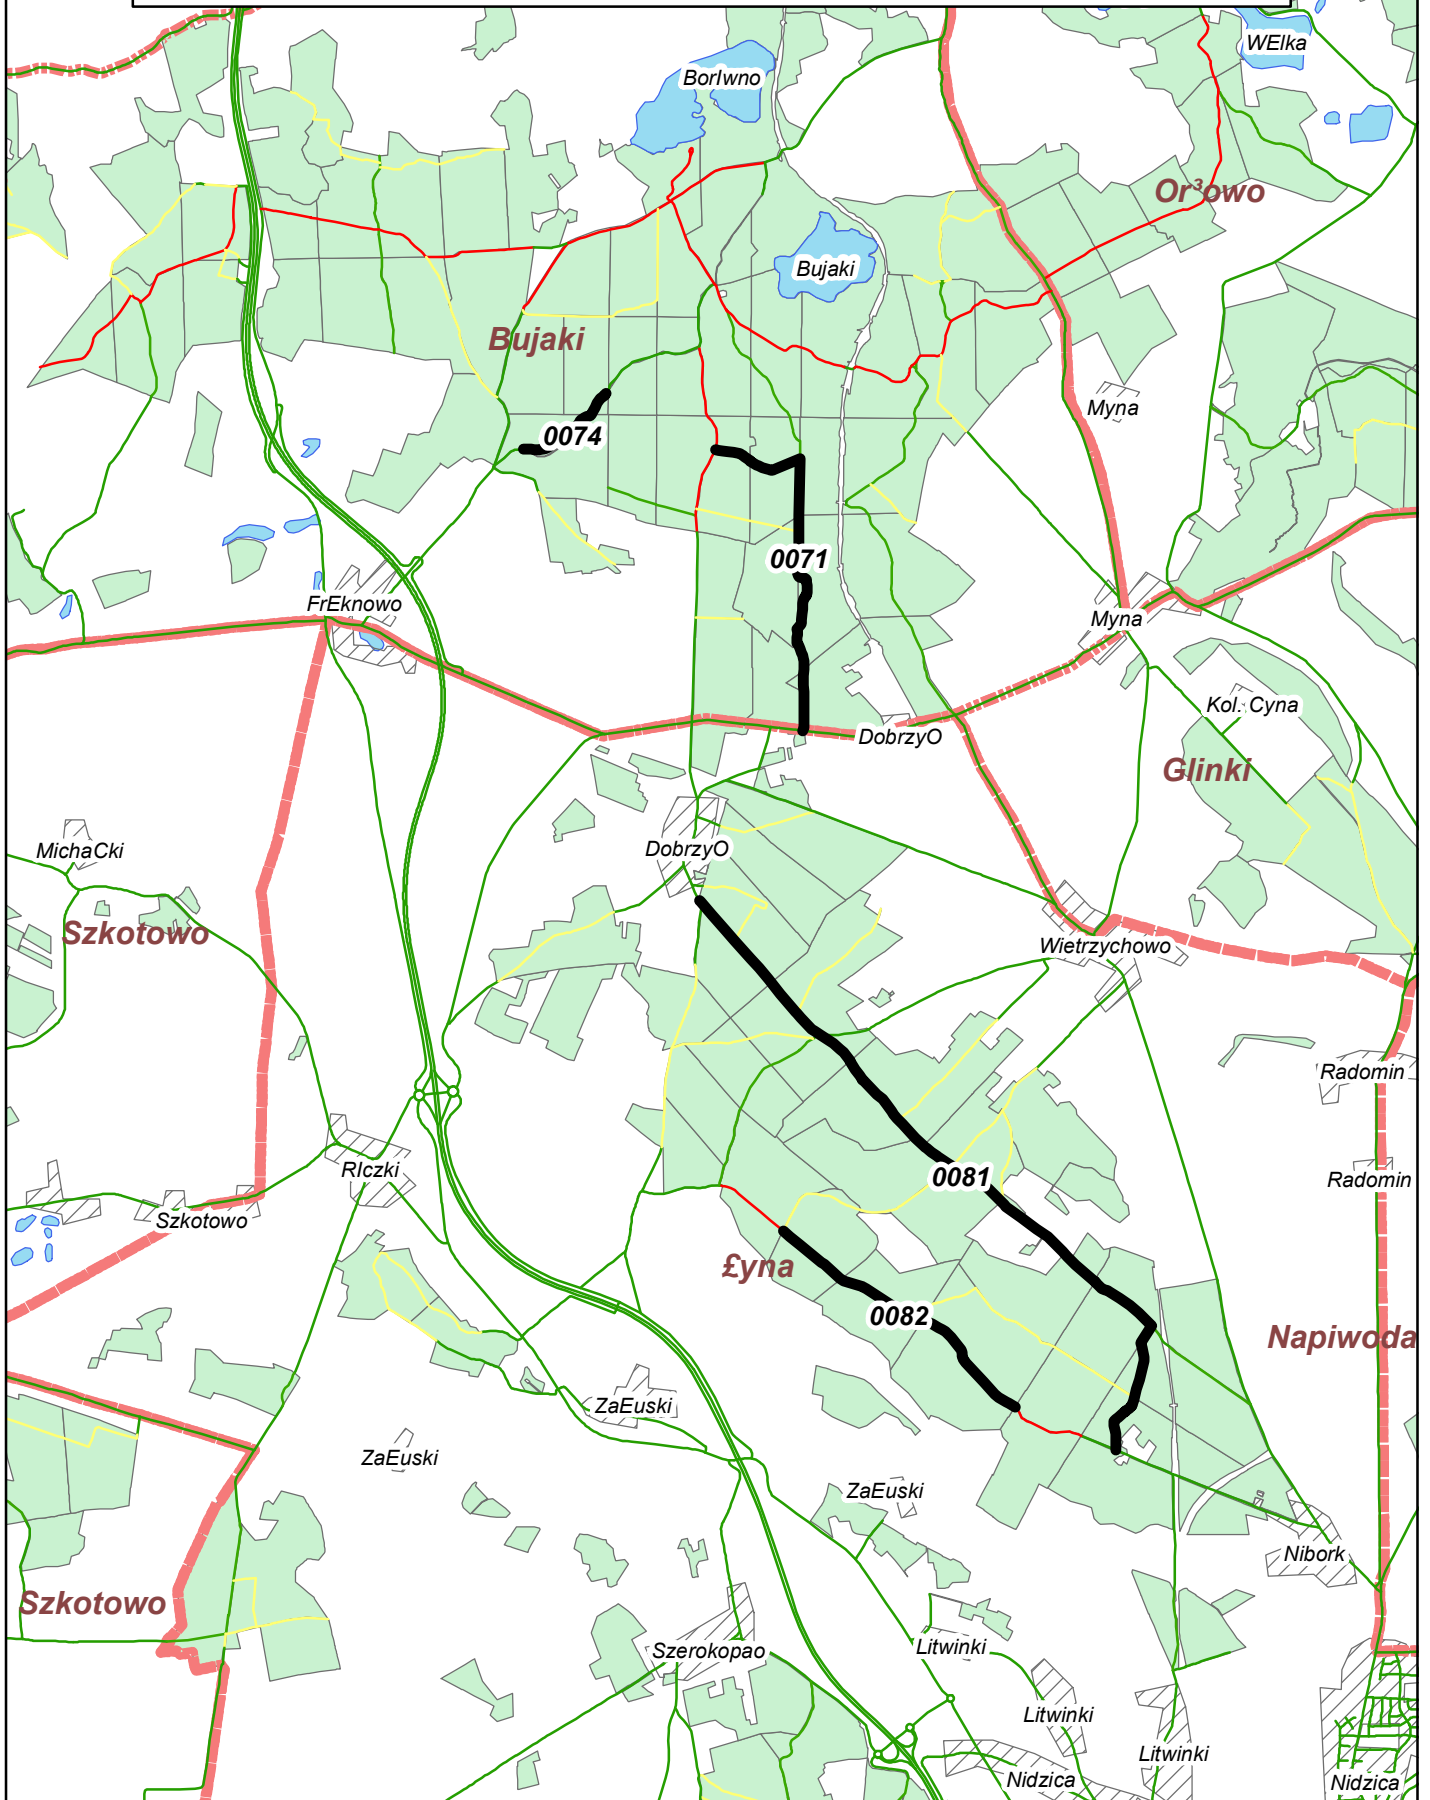 WElka
BorIwno
Or³owo
Bujaki
Bujaki
Myna
0074
0071
FrEknowo
Myna
Kol. Cyna
DobrzyO
Glinki
MichaCki
DobrzyO
Szkotowo
Wietrzychowo
Radomin
RIczki
0081
Radomin
Szkotowo
£yna
0082
Napiwoda
ZaEuski
ZaEuski
ZaEuski
Nibork
Szkotowo
Szerokopao
Litwinki
Litwinki
Litwinki
Nidzica
Nidzica